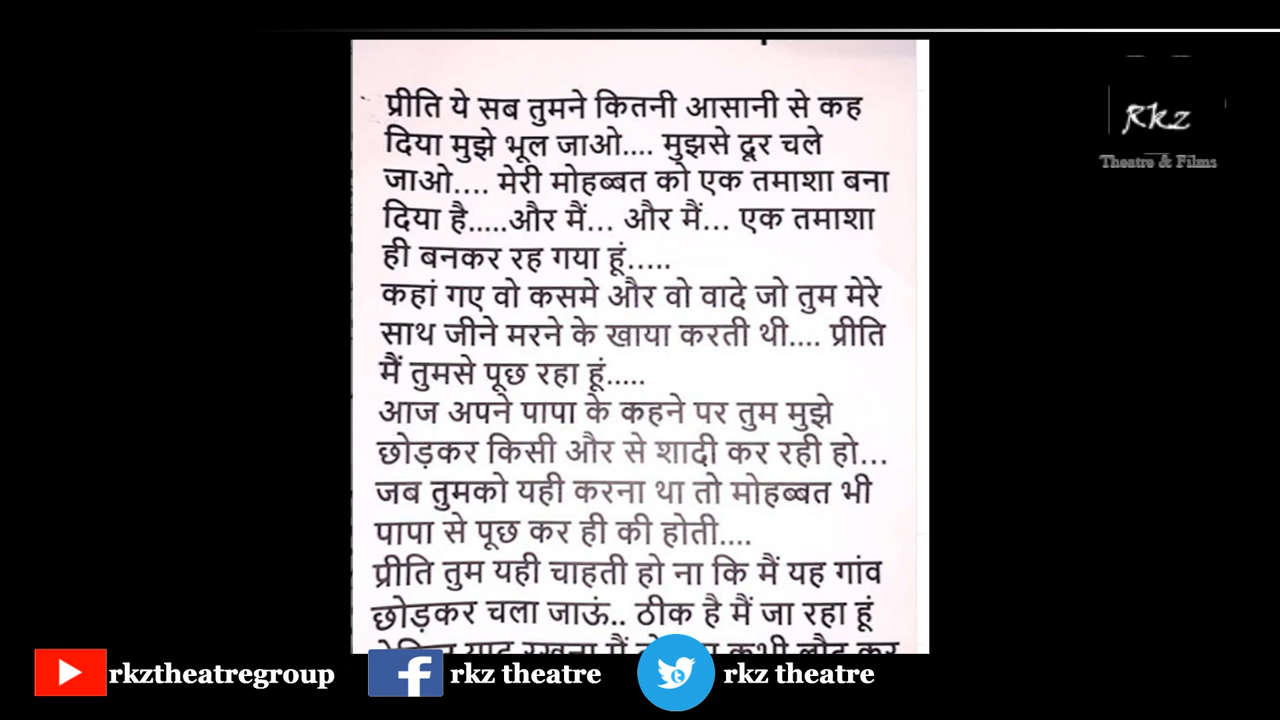 Rkz
Theatre & Films
प्रीति ये सब तुमने कितनी आसानी से कह
दिया मुझे भूल जाओ.... मुझसे दूर चले
जाओ.... मेरी मोहब्बत को एक तमाशा बना
दिया है.....और मैं... और मैं... एक तमाशा
ही बनकर रह गया हूं.....
कहां गए वो कसमे और वो वादे जो तुम मेरे
साथ जीने मरने के खाया करती थी.... प्रीति
मैं तुमसे पूछ रहा हूं.....
आज अपने पापा के कहने पर तुम मुझे
छोड़कर किसी और से शादी कर रही हो...
जब तुमको यही करना था तो मोहब्बत भी
पापा से पूछ कर ही की होती....
प्रीति तुम यही चाहती हो ना कि मैं यह गांव
छोड़कर चला जाऊं.. ठीक है मैं जा रहा हूं
rkztheatregroup
rkz theatre
rkz theatre